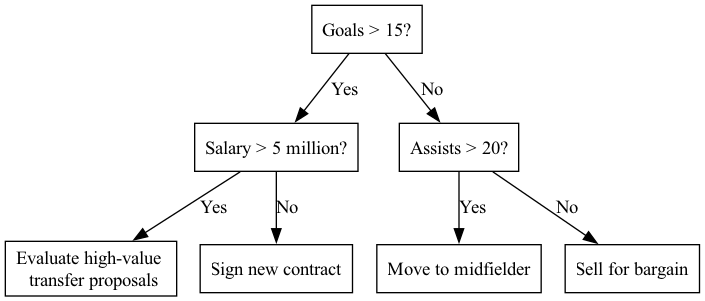 Goals > 15?
Yes
No
Salary > 5 million?
Assists > 20?
Yes
No
Yes
No
Evaluate high-value
transfer proposals
Sign new contract
Move to midfielder
Sell for bargain